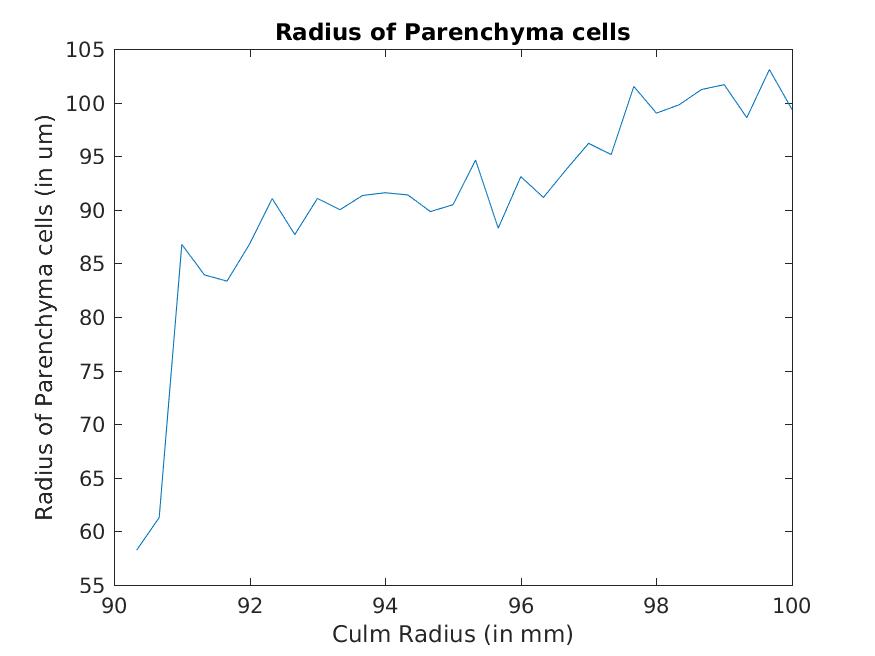 Radius of Parenchyma cells
105
100
95
90
85
80
75
70
65
60
55
Radius of Parenchyma cells (in um)
90 92 94 96 98 100
Culm Radius (in mm)